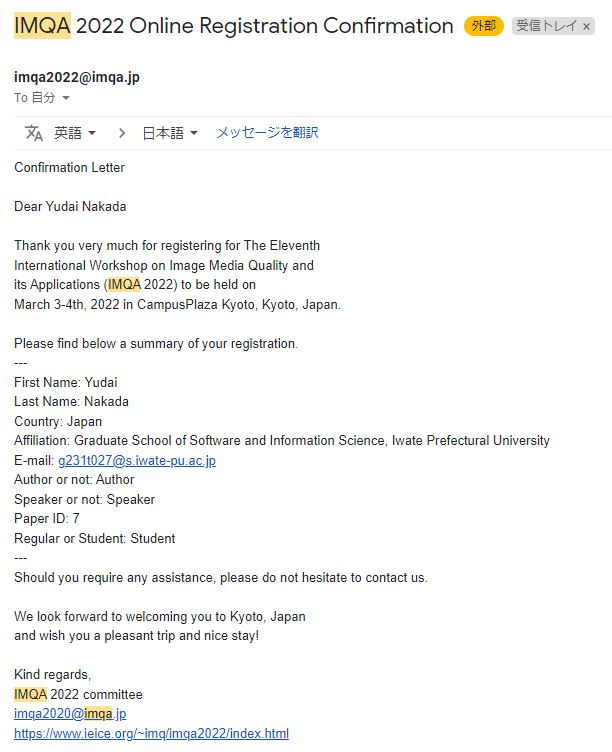 IMQA 2022 Online Registration Confirmation 外部 受信トレイ ×
imqa2022@imqa.jp
To 自分
英語 > 日本語 メッセージを翻訳
Confirmation Letter
Dear Yudai Nakada
Thank you very much for registering for The Eleventh
International Workshop on Image Media Quality and
its Applications (IMQA 2022) to be held on
March 3-4th, 2022 in CampusPlaza Kyoto, Kyoto, Japan.
Please find below a summary of your registration.
---
First Name: Yudai
Last Name: Nakada
Country: Japan
Affiliation: Graduate School of Software and Information Science, Iwate Prefectural University
E-mail: g231t027@s.iwate-pu.ac.jp
Author or not: Author
Speaker or not: Speaker
Paper ID: 7
Regular or Student: Student
---
Should you require any assistance, please do not hesitate to contact us.
We look forward to welcoming you to Kyoto, Japan
and wish you a pleasant trip and nice stay!
Kind regards,
IMQA 2022 committee
imqa2020@imqa.jp
https://www.ieice.org/~imq/imqa2022/index.html